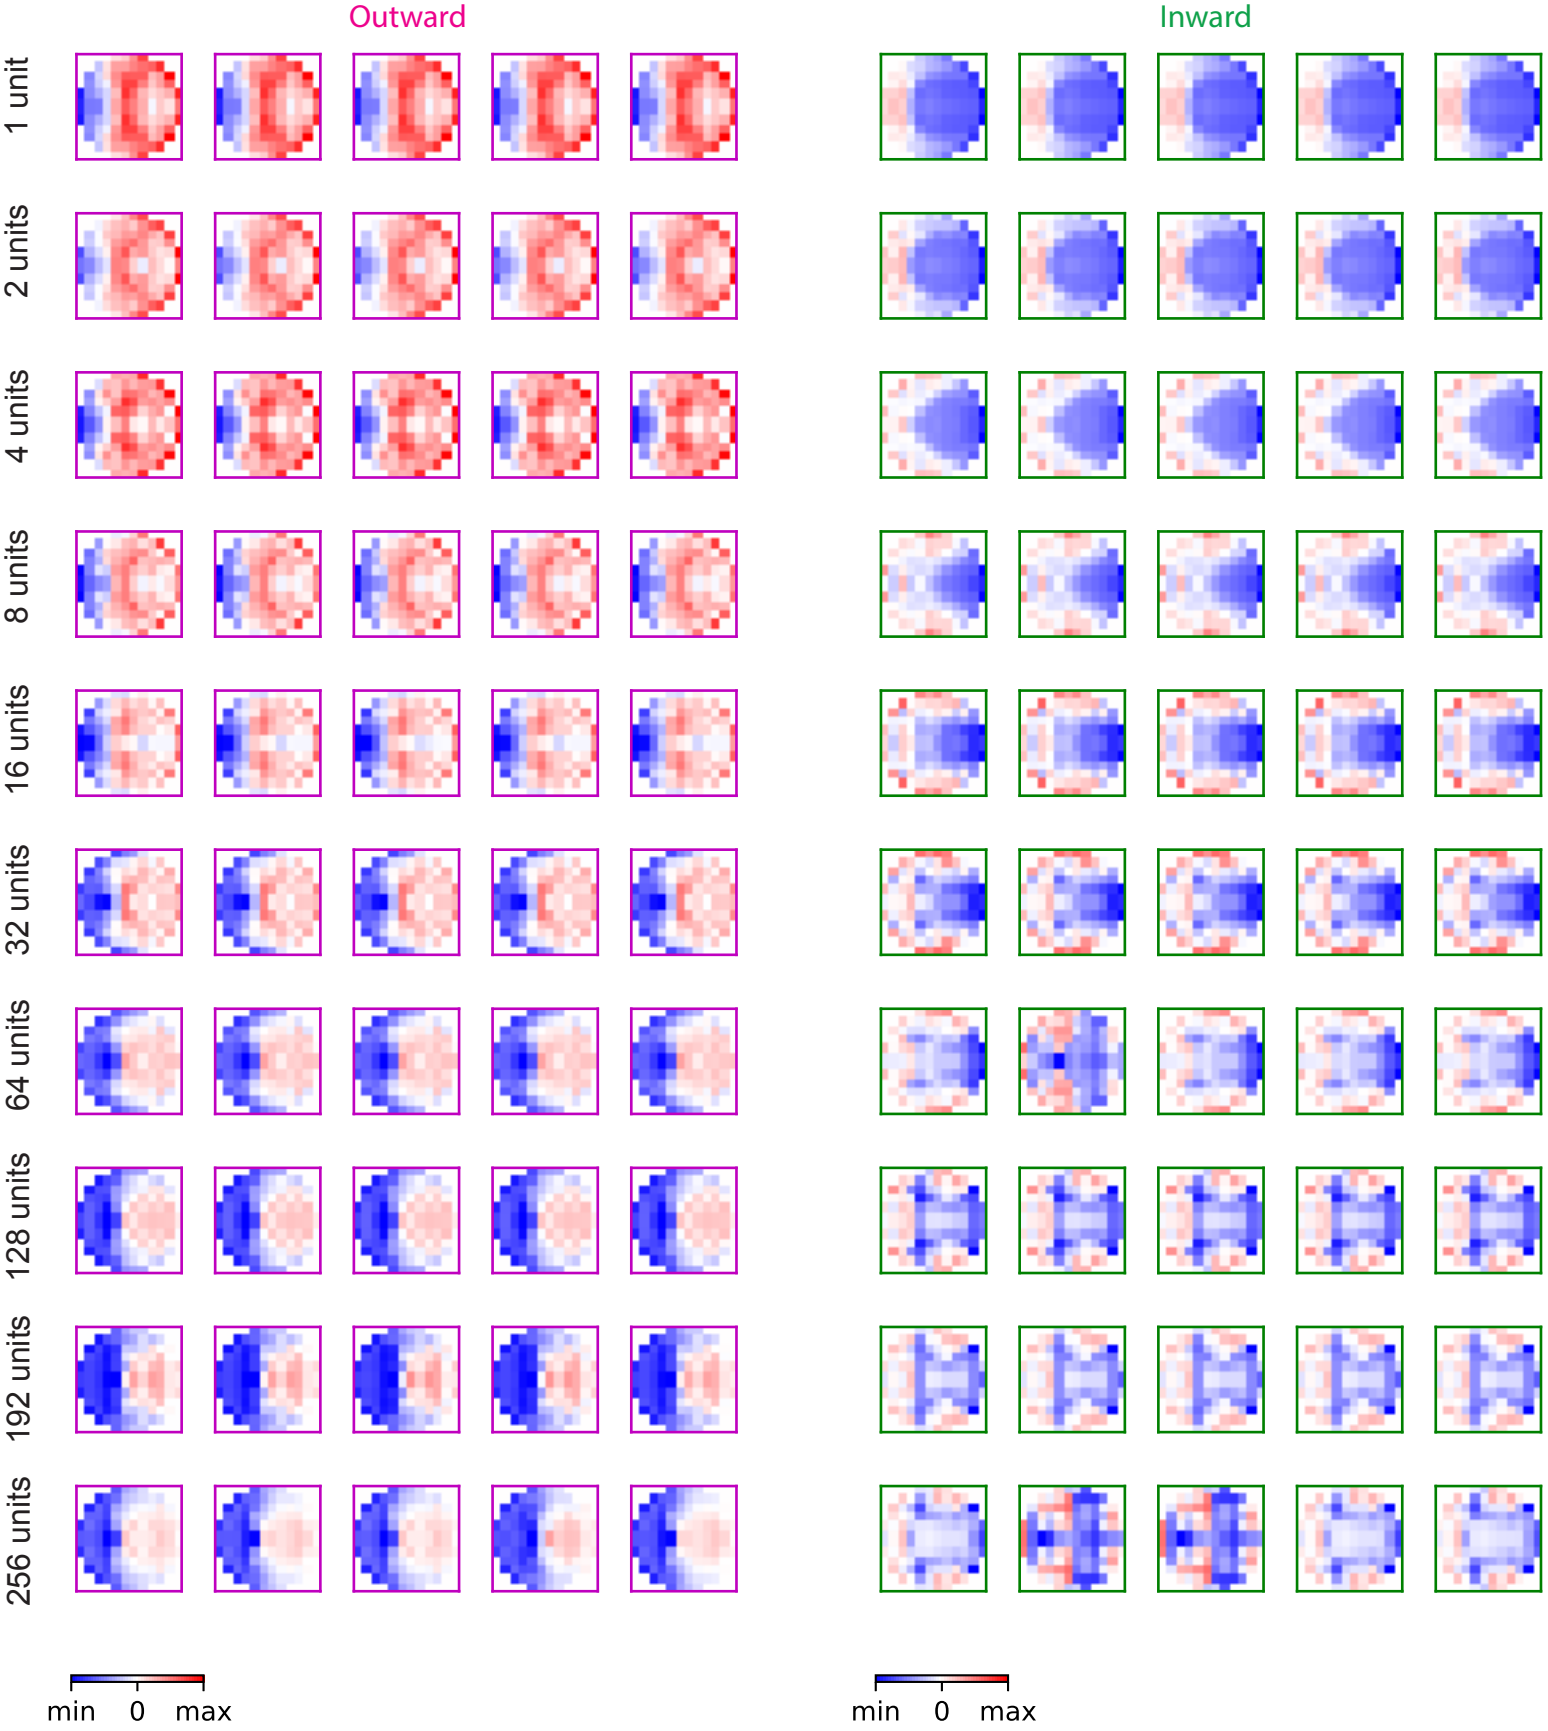 Outward
Inward
1 unit
2 units
4 units
8 units
16 units
32 units
64 units
128 units
192 units
256 units
min 0 max
min 0 max